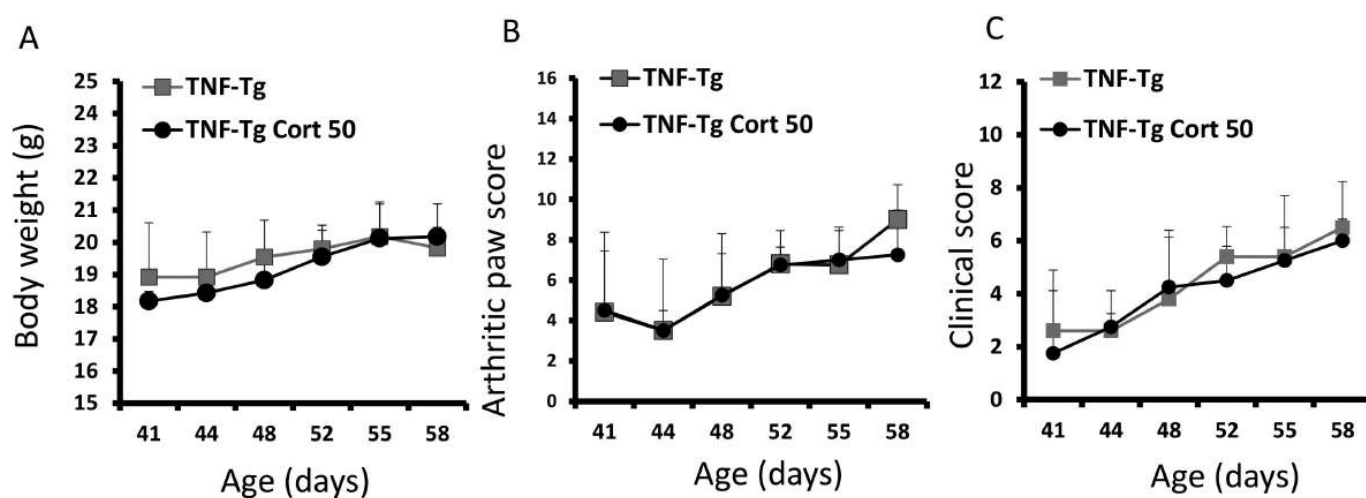 A
TNF-Tg
TNF-Tg Cort 50
Body weight (g)
25
24
23
22
21
20
19
18
17
16
15
41 44 48 52 55 58
Age (days)
B
TNF-Tg
TNF-Tg Cort 50
Arthritic paw score
16
14
12
10
8
6
4
2
0
41 44 48 52 55 58
Age (days)
C
TNF-Tg
TNF-Tg Cort 50
Clinical score
12
10
8
6
4
2
0
41 44 48 52 55 58
Age (days)